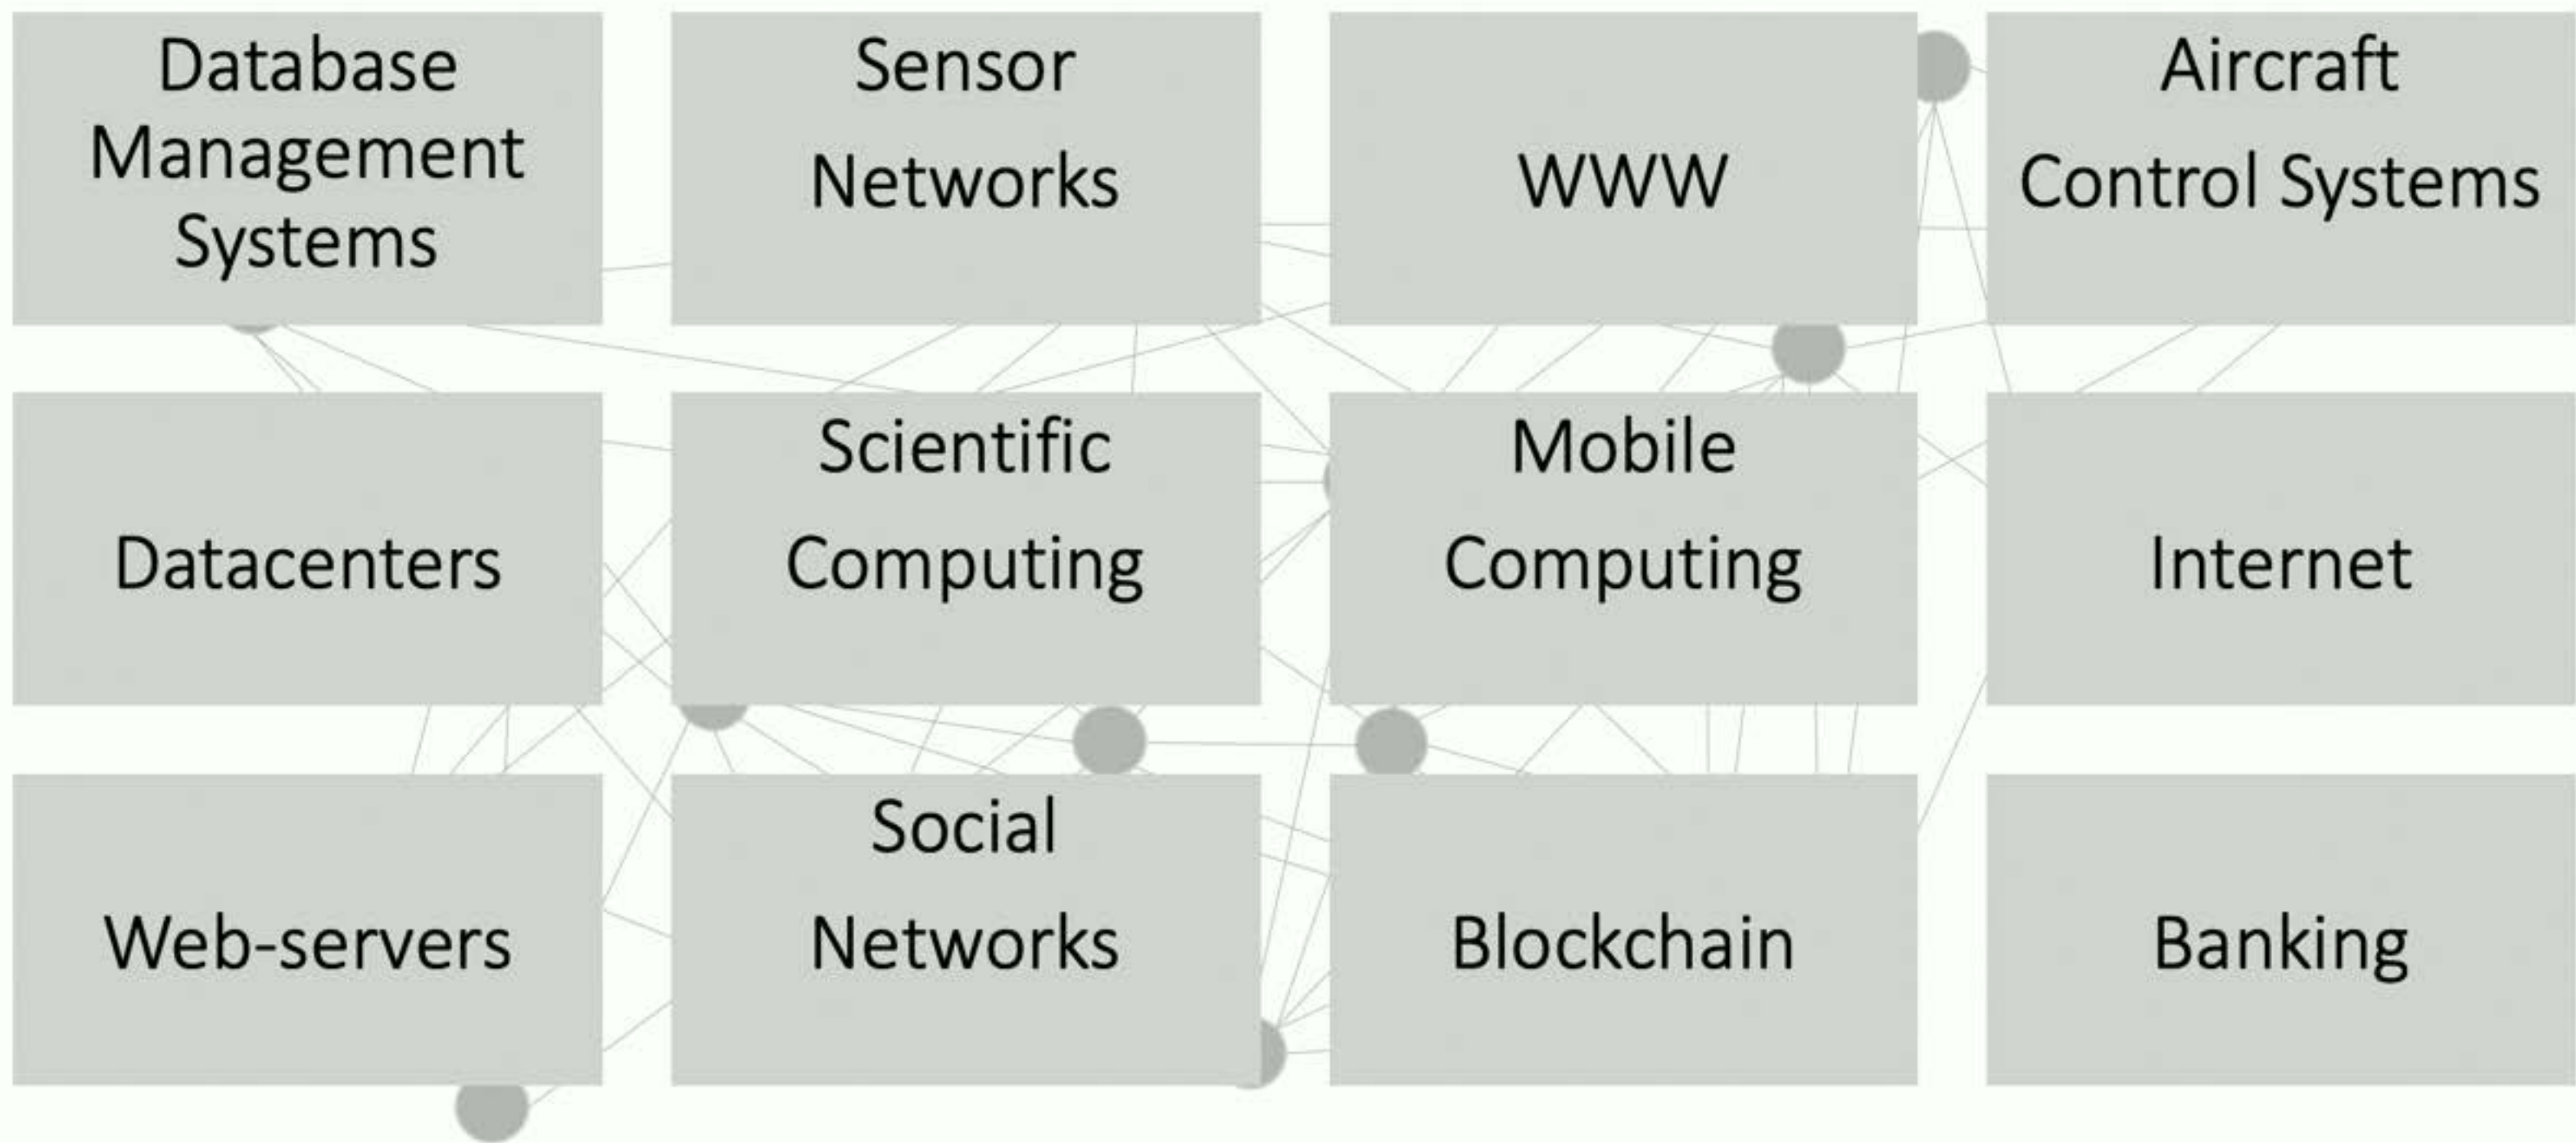 Database
Management
Systems
Sensor
Networks
WWW
Aircraft
Control Systems
Datacenters
Scientific
Computing
Mobile
Computing
Internet
Web-servers
Social
Networks
Blockchain
Banking